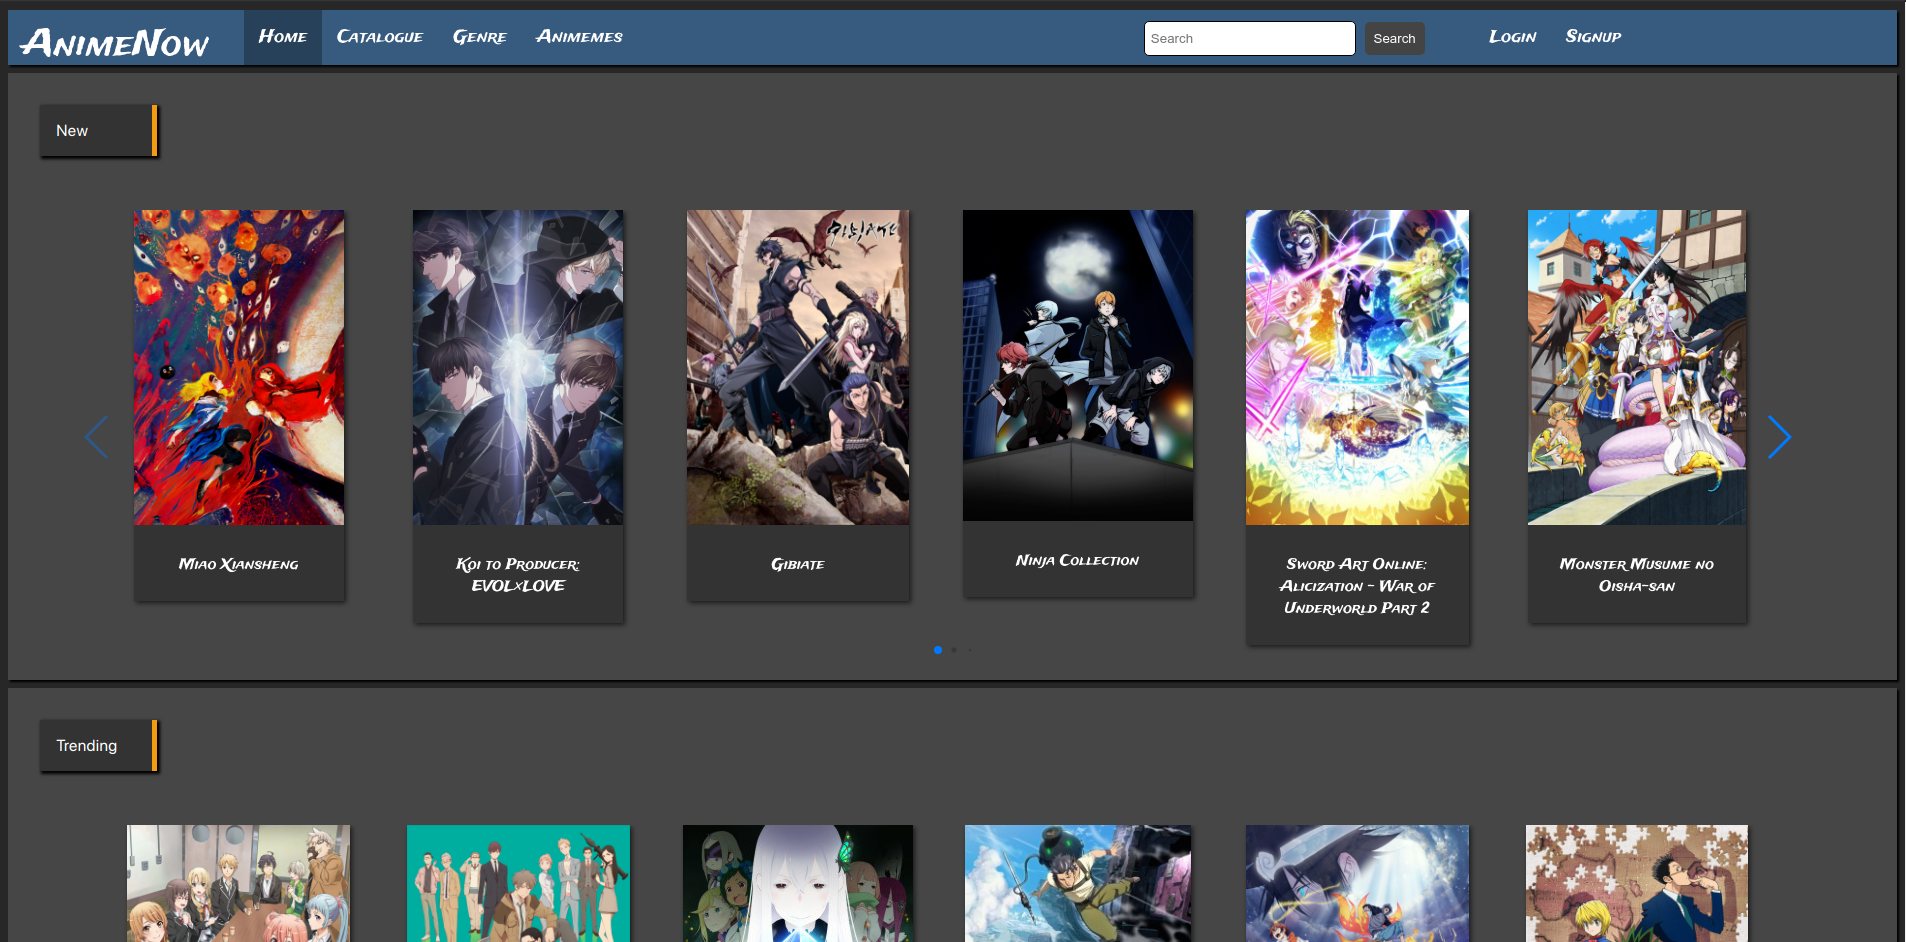 AnimeNow
Home
Catalogue
Genre
Animemes
Search
Search
Login
Signup
New
Miao Xiansheng
Koi to Producer:
EVOL×LOVE
Gibiate
Ninja Collection
Sword Art Online:
Alicization - War of
Underworld Part 2
Monster Musume no
Oisha-san
Trending